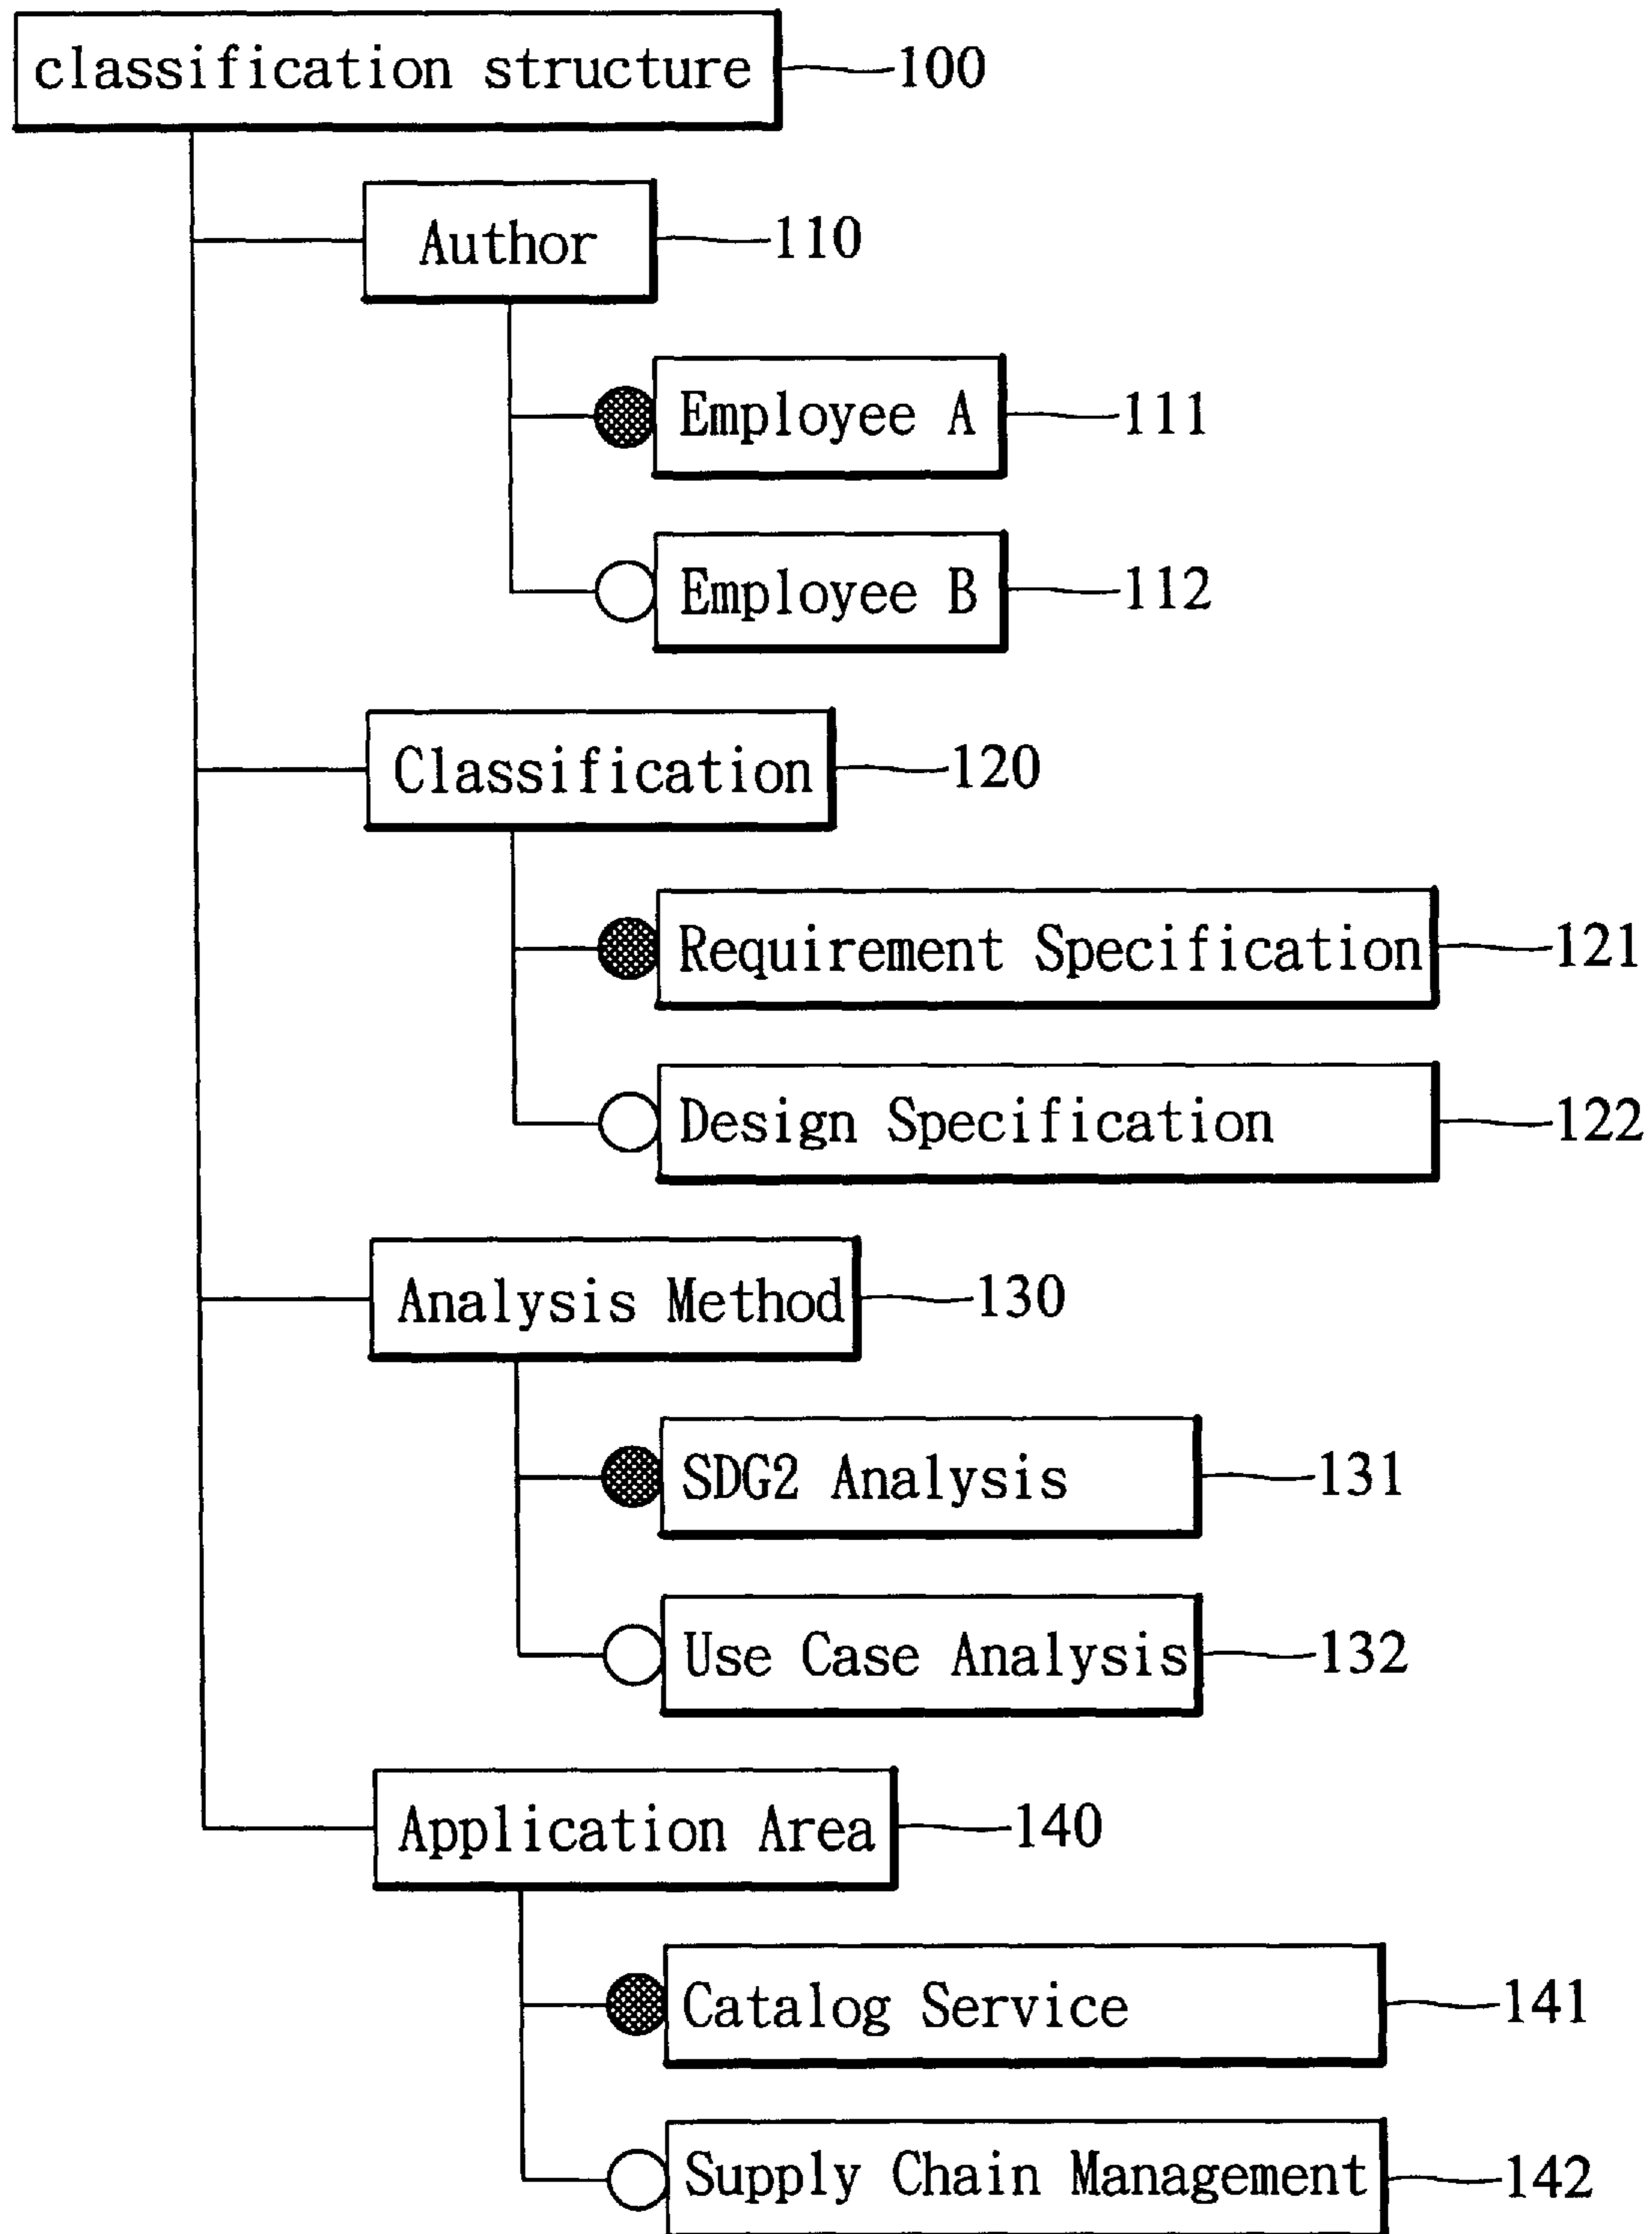 classification structure 100
Author 110
Employee A 111
Employee B 112
Classification 120
Requirement Specification 121
Design Specification 122
Analysis Method 130
SDG2 Analysis 131
Use Case Analysis 132
Application Area 140
Catalog Service 141
Supply Chain Management 142